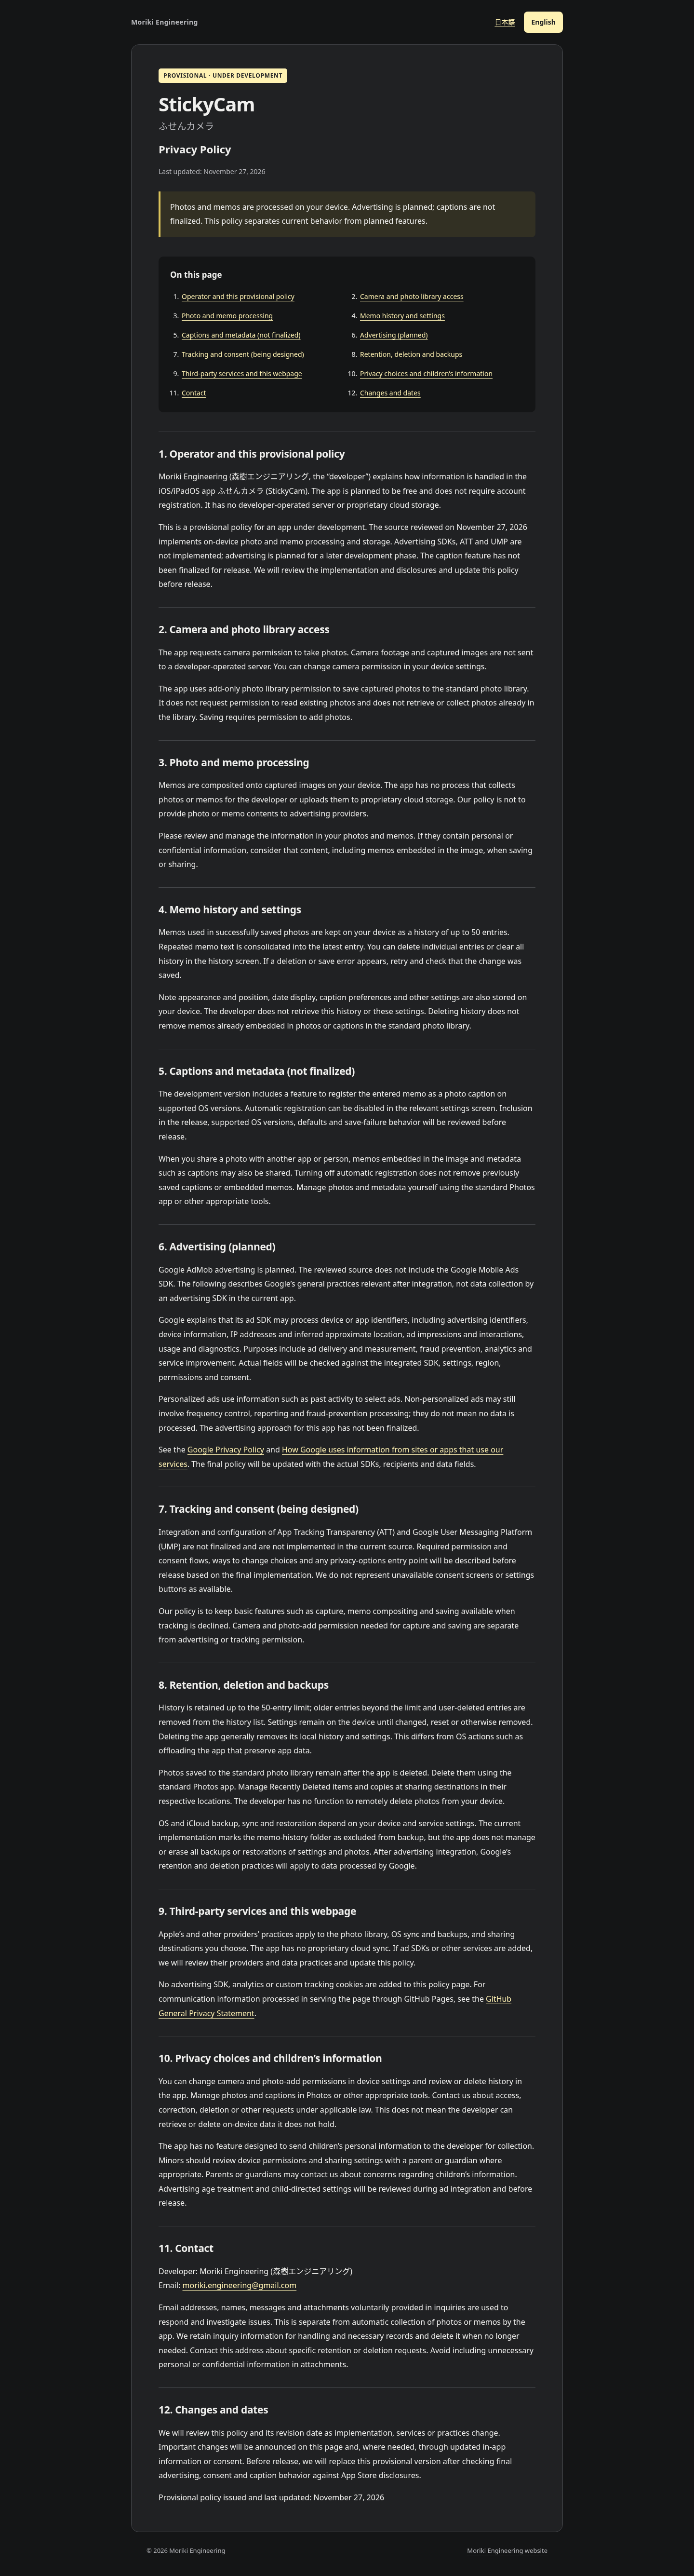 Moriki Engineering
日本語
English
PROVISIONAL · UNDER DEVELOPMENT
StickyCam
ふせんカメラ
Privacy Policy
Last updated: November 27, 2026
Photos and memos are processed on your device. Advertising is planned; captions are not
finalized. This policy separates current behavior from planned features.
On this page
1. Operator and this provisional policy
2. Camera and photo library access
3. Photo and memo processing
4. Memo history and settings
5. Captions and metadata (not finalized)
6. Advertising (planned)
7. Tracking and consent (being designed)
8. Retention, deletion and backups
9. Third-party services and this webpage
10. Privacy choices and children’s information
11. Contact
12. Changes and dates
1. Operator and this provisional policy
Moriki Engineering (森樹エンジニアリング, the “developer”) explains how information is handled in the
iOS/iPadOS app ふせんカメラ (StickyCam). The app is planned to be free and does not require account
registration. It has no developer-operated server or proprietary cloud storage.
This is a provisional policy for an app under development. The source reviewed on November 27, 2026
implements on-device photo and memo processing and storage. Advertising SDKs, ATT and UMP are
not implemented; advertising is planned for a later development phase. The caption feature has not
been finalized for release. We will review the implementation and disclosures and update this policy
before release.
2. Camera and photo library access
The app requests camera permission to take photos. Camera footage and captured images are not sent
to a developer-operated server. You can change camera permission in your device settings.
The app uses add-only photo library permission to save captured photos to the standard photo library.
It does not request permission to read existing photos and does not retrieve or collect photos already in
the library. Saving requires permission to add photos.
3. Photo and memo processing
Memos are composited onto captured images on your device. The app has no process that collects
photos or memos for the developer or uploads them to proprietary cloud storage. Our policy is not to
provide photo or memo contents to advertising providers.
Please review and manage the information in your photos and memos. If they contain personal or
confidential information, consider that content, including memos embedded in the image, when saving
or sharing.
4. Memo history and settings
Memos used in successfully saved photos are kept on your device as a history of up to 50 entries.
Repeated memo text is consolidated into the latest entry. You can delete individual entries or clear all
history in the history screen. If a deletion or save error appears, retry and check that the change was
saved.
Note appearance and position, date display, caption preferences and other settings are also stored on
your device. The developer does not retrieve this history or these settings. Deleting history does not
remove memos already embedded in photos or captions in the standard photo library.
5. Captions and metadata (not finalized)
The development version includes a feature to register the entered memo as a photo caption on
supported OS versions. Automatic registration can be disabled in the relevant settings screen. Inclusion
in the release, supported OS versions, defaults and save-failure behavior will be reviewed before
release.
When you share a photo with another app or person, memos embedded in the image and metadata
such as captions may also be shared. Turning off automatic registration does not remove previously
saved captions or embedded memos. Manage photos and metadata yourself using the standard Photos
app or other appropriate tools.
6. Advertising (planned)
Google AdMob advertising is planned. The reviewed source does not include the Google Mobile Ads
SDK. The following describes Google’s general practices relevant after integration, not data collection by
an advertising SDK in the current app.
Google explains that its ad SDK may process device or app identifiers, including advertising identifiers,
device information, IP addresses and inferred approximate location, ad impressions and interactions,
usage and diagnostics. Purposes include ad delivery and measurement, fraud prevention, analytics and
service improvement. Actual fields will be checked against the integrated SDK, settings, region,
permissions and consent.
Personalized ads use information such as past activity to select ads. Non-personalized ads may still
involve frequency control, reporting and fraud-prevention processing; they do not mean no data is
processed. The advertising approach for this app has not been finalized.
See the Google Privacy Policy and How Google uses information from sites or apps that use our
services. The final policy will be updated with the actual SDKs, recipients and data fields.
7. Tracking and consent (being designed)
Integration and configuration of App Tracking Transparency (ATT) and Google User Messaging Platform
(UMP) are not finalized and are not implemented in the current source. Required permission and
consent flows, ways to change choices and any privacy-options entry point will be described before
release based on the final implementation. We do not represent unavailable consent screens or settings
buttons as available.
Our policy is to keep basic features such as capture, memo compositing and saving available when
tracking is declined. Camera and photo-add permission needed for capture and saving are separate
from advertising or tracking permission.
8. Retention, deletion and backups
History is retained up to the 50-entry limit; older entries beyond the limit and user-deleted entries are
removed from the history list. Settings remain on the device until changed, reset or otherwise removed.
Deleting the app generally removes its local history and settings. This differs from OS actions such as
offloading the app that preserve app data.
Photos saved to the standard photo library remain after the app is deleted. Delete them using the
standard Photos app. Manage Recently Deleted items and copies at sharing destinations in their
respective locations. The developer has no function to remotely delete photos from your device.
OS and iCloud backup, sync and restoration depend on your device and service settings. The current
implementation marks the memo-history folder as excluded from backup, but the app does not manage
or erase all backups or restorations of settings and photos. After advertising integration, Google’s
retention and deletion practices will apply to data processed by Google.
9. Third-party services and this webpage
Apple’s and other providers’ practices apply to the photo library, OS sync and backups, and sharing
destinations you choose. The app has no proprietary cloud sync. If ad SDKs or other services are added,
we will review their providers and data practices and update this policy.
No advertising SDK, analytics or custom tracking cookies are added to this policy page. For
communication information processed in serving the page through GitHub Pages, see the GitHub
General Privacy Statement.
10. Privacy choices and children’s information
You can change camera and photo-add permissions in device settings and review or delete history in
the app. Manage photos and captions in Photos or other appropriate tools. Contact us about access,
correction, deletion or other requests under applicable law. This does not mean the developer can
retrieve or delete on-device data it does not hold.
The app has no feature designed to send children’s personal information to the developer for collection.
Minors should review device permissions and sharing settings with a parent or guardian where
appropriate. Parents or guardians may contact us about concerns regarding children’s information.
Advertising age treatment and child-directed settings will be reviewed during ad integration and before
release.
11. Contact
Developer: Moriki Engineering (森樹エンジニアリング)
Email: moriki.engineering@gmail.com
Email addresses, names, messages and attachments voluntarily provided in inquiries are used to
respond and investigate issues. This is separate from automatic collection of photos or memos by the
app. We retain inquiry information for handling and necessary records and delete it when no longer
needed. Contact this address about specific retention or deletion requests. Avoid including unnecessary
personal or confidential information in attachments.
12. Changes and dates
We will review this policy and its revision date as implementation, services or practices change.
Important changes will be announced on this page and, where needed, through updated in-app
information or consent. Before release, we will replace this provisional version after checking final
advertising, consent and caption behavior against App Store disclosures.
Provisional policy issued and last updated: November 27, 2026
© 2026 Moriki Engineering
Moriki Engineering website